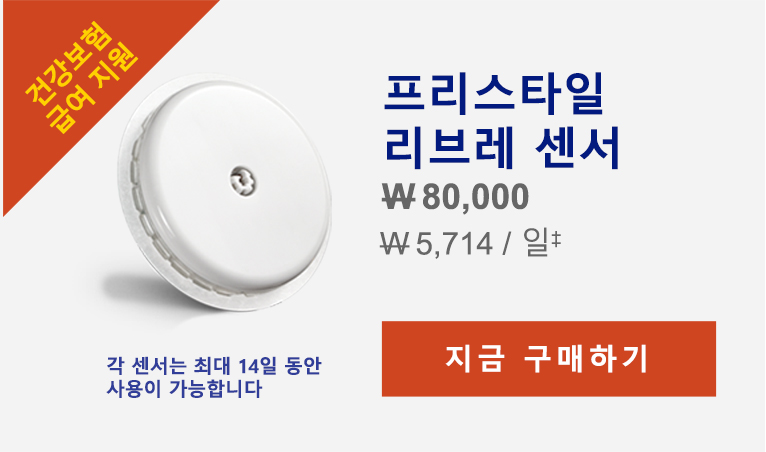 건강보험
급여 지원
프리스타일
리브레 센서
₩80,000
₩5,714 / 일‡
각 센서는 최대 14일 동안
사용이 가능합니다
지금 구매하기